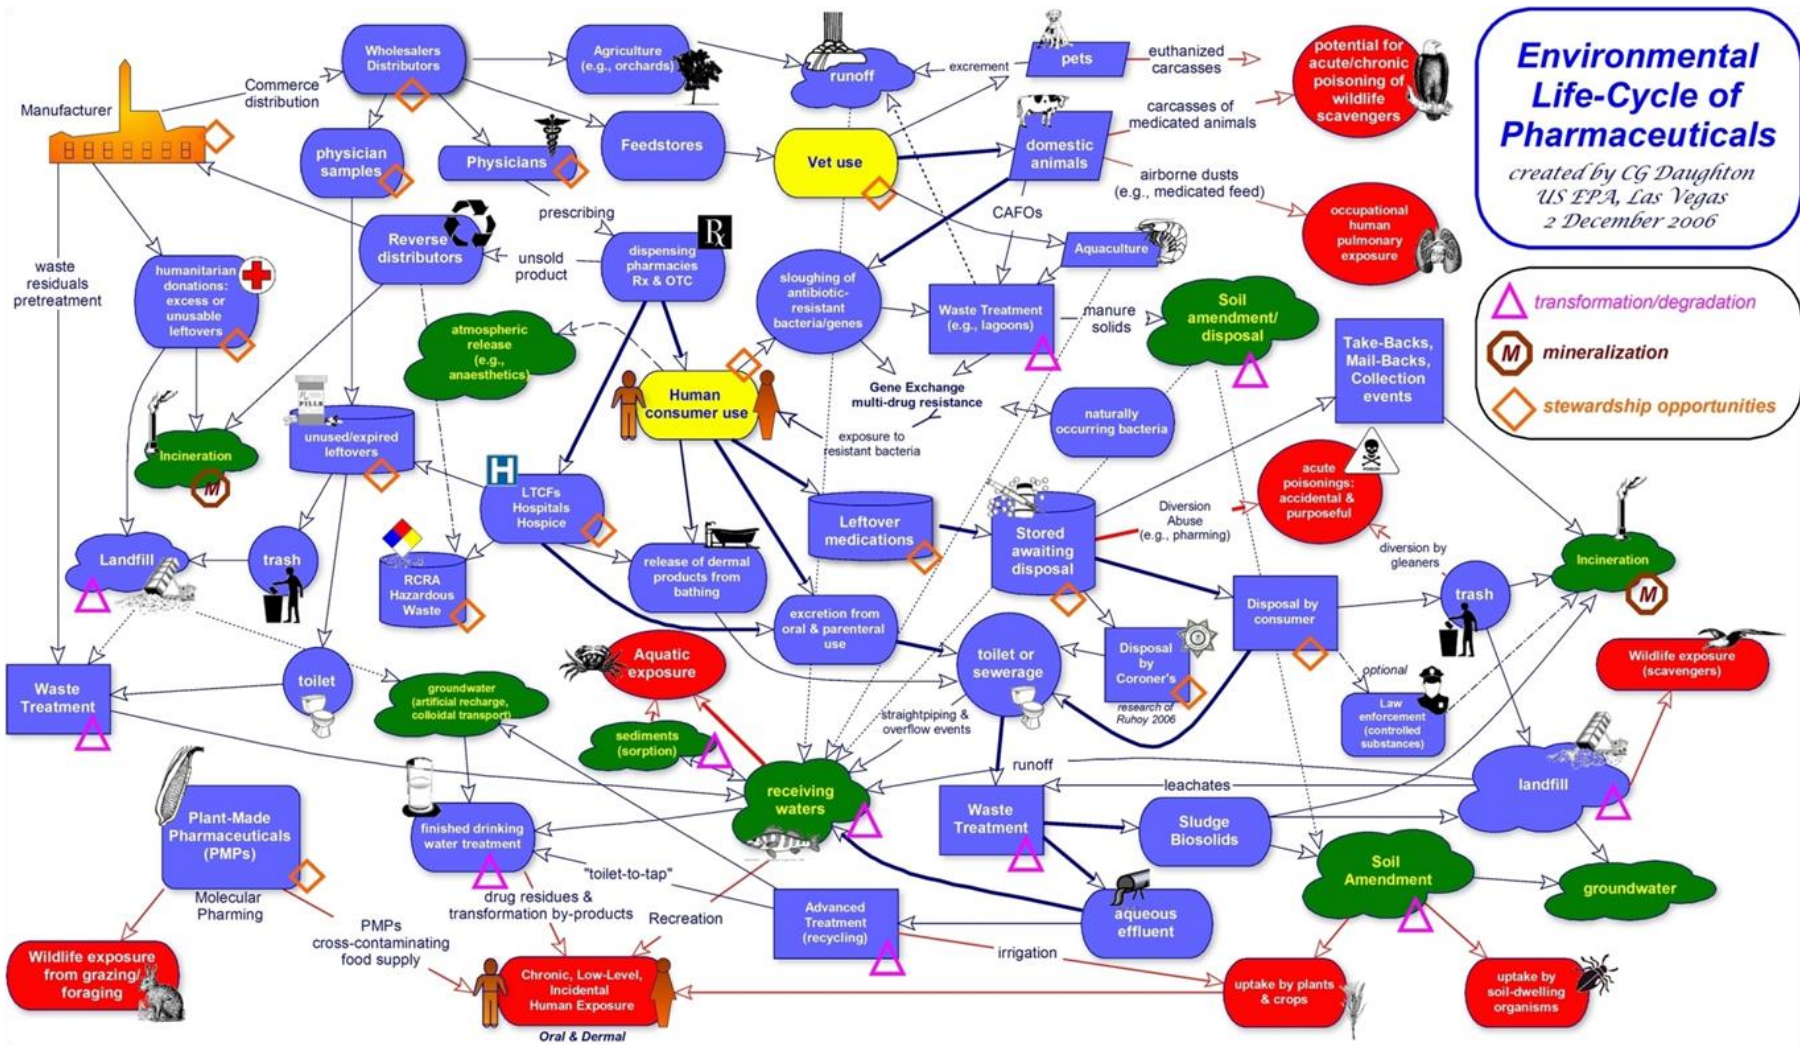 Environmental
Life-Cycle of
Pharmaceuticals
created by CG Daughton
US EPA, Las Vegas
2 December 2006
transformation/degradation
M
mineralization
stewardship opportunities
Manufacturer
Commerce
distribution
Wholesalers
Distributors
Agriculture
(e.g., orchards)
runoff
excrement
pets
euthanized
carcasses
potential for
acute/chronic
poisoning of
wildlife
scavengers
physician
samples
Physicians
Feedstores
Vet use
domestic
animals
carcasses of
medicated animals
airborne dusts
(e.g., medicated feed)
occupational
human
pulmonary
exposure
prescribing
CAFOs
Aquaculture
waste
residuals
pretreatment
humanitarian
donations:
excess or
unusable
leftovers
Reverse
distributors
unsold
product
dispensing
pharmacies
Rx & OTC
Rx
sloughing of
antibiotic-
resistant
bacteria/genes
Waste Treatment
(e.g., lagoons)
manure
solids
Soil
amendment/
disposal
Take-Backs,
Mail-Backs,
Collection
events
atmospheric
release
(e.g.,
anaesthetics)
Human
consumer use
Gene Exchange
multi-drug resistance
naturally
occurring bacteria
exposure to
resistant bacteria
Incineration
M
PILLS
unused/expired
leftovers
H
LTCFs
Hospitals
Hospice
Leftover
medications
Stored
awaiting
disposal
Diversion
Abuse
(e.g., pharming)
acute
poisonings:
accidental &
purposeful
POISON
diversion by
gleaners
Incineration
M
Landfill
trash
RCRA
Hazardous
Waste
release of dermal
products from
bathing
excretion from
oral & parenteral
use
toilet or
sewerage
Disposal
by
Coroner's
research of
Ruhoy 2006
Disposal by
consumer
trash
optional
Law
enforcement
(controlled
substances)
Wildlife exposure
(scavengers)
Waste
Treatment
toilet
groundwater
(artificial recharge,
colloidal transport)
Aquatic
exposure
sediments
(sorption)
straightpiping &
overflow events
runoff
leachates
landfill
receiving
waters
Plant-Made
Pharmaceuticals
(PMPs)
Molecular
Pharming
finished drinking
water treatment
Waste
Treatment
Sludge
Biosolids
Soil
Amendment
groundwater
"toilet-to-tap"
drug residues &
transformation by-products
Recreation
Advanced
Treatment
(recycling)
aqueous
effluent
irrigation
PMPs
cross-contaminating
food supply
Wildlife exposure
from grazing/
foraging
Chronic, Low-Level,
Incidental
Human Exposure
Oral & Dermal
uptake by plants
& crops
uptake by
soil-dwelling
organisms